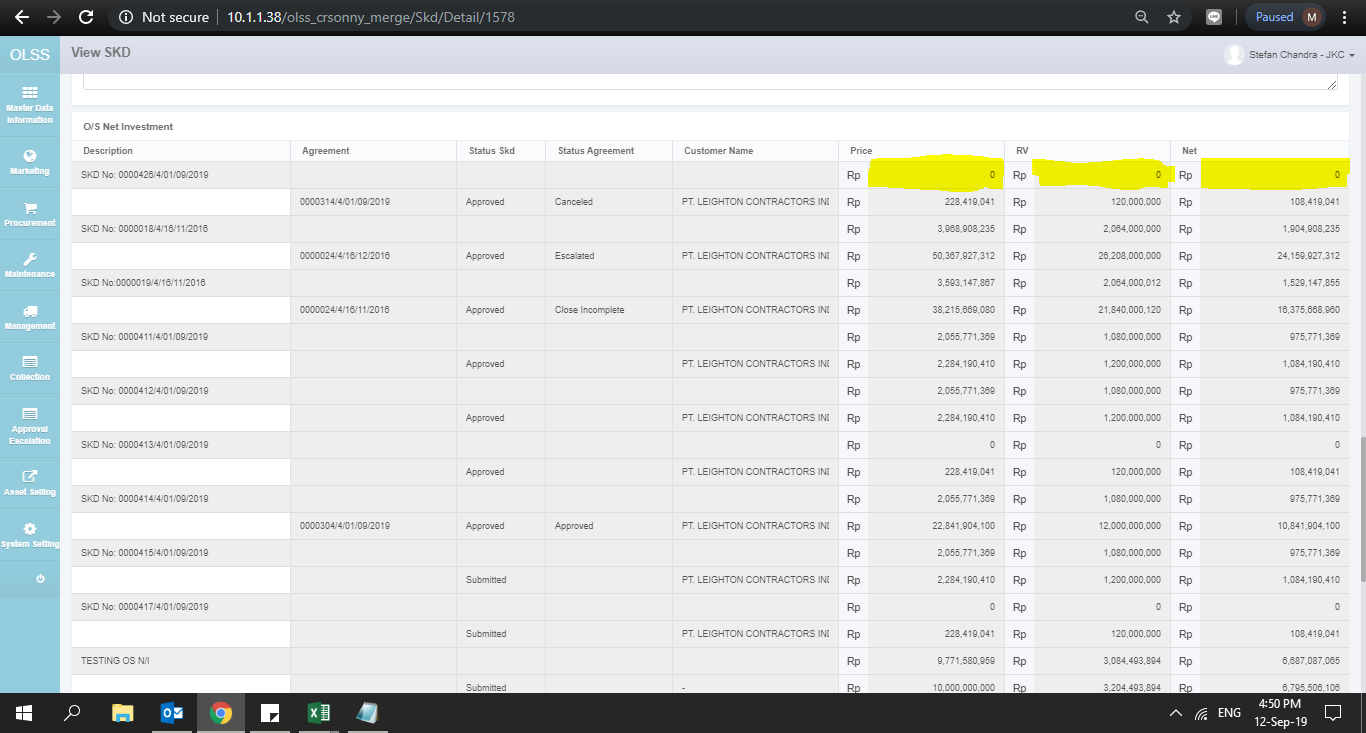 Not secure | 10.1.1.38/olss_crsonny_merge/Skd/Detail/1578 Paused M
OLSS View SKD Stefan Chandra - JKC
Master Data Information
Marketing
Procurement
Maintenance
Management
Collection
Approval Escalation
Asset Selling
System Setting
O/S Net Investment
Description Agreement Status Skd Status Agreement Customer Name Price RV Net
SKD No: 0000426/4/01/09/2019 Rp 0 Rp 0 Rp 0
0000314/4/01/09/2019 Approved Canceled PT. LEIGHTON CONTRACTORS INI Rp 228,419,041 Rp 120,000,000 Rp 108,419,041
SKD No: 0000018/4/16/11/2016 Rp 3,968,908,235 Rp 2,064,000,000 Rp 1,904,908,235
0000024/4/16/12/2016 Approved Escalated PT. LEIGHTON CONTRACTORS INI Rp 50,367,927,312 Rp 26,208,000,000 Rp 24,159,927,312
SKD No:0000019/4/16/11/2016 Rp 3,593,147,867 Rp 2,064,000,012 Rp 1,529,147,855
0000024/4/16/11/2016 Approved Close Incomplete PT. LEIGHTON CONTRACTORS INI Rp 38,215,669,080 Rp 21,840,000,120 Rp 16,375,668,960
SKD No: 0000411/4/01/09/2019 Rp 2,055,771,369 Rp 1,080,000,000 Rp 975,771,369
Approved PT. LEIGHTON CONTRACTORS INI Rp 2,284,190,410 Rp 1,200,000,000 Rp 1,084,190,410
SKD No: 0000412/4/01/09/2019 Rp 2,055,771,369 Rp 1,080,000,000 Rp 975,771,369
Approved PT. LEIGHTON CONTRACTORS INI Rp 2,284,190,410 Rp 1,200,000,000 Rp 1,084,190,410
SKD No: 0000413/4/01/09/2019 Rp 0 Rp 0 Rp 0
Approved PT. LEIGHTON CONTRACTORS INI Rp 228,419,041 Rp 120,000,000 Rp 108,419,041
SKD No: 0000414/4/01/09/2019 Rp 2,055,771,369 Rp 1,080,000,000 Rp 975,771,369
0000304/4/01/09/2019 Approved Approved PT. LEIGHTON CONTRACTORS INI Rp 22,841,904,100 Rp 12,000,000,000 Rp 10,841,904,100
SKD No: 0000415/4/01/09/2019 Rp 2,055,771,369 Rp 1,080,000,000 Rp 975,771,369
Submitted PT. LEIGHTON CONTRACTORS INI Rp 2,284,190,410 Rp 1,200,000,000 Rp 1,084,190,410
SKD No: 0000417/4/01/09/2019 Rp 0 Rp 0 Rp 0
Submitted PT. LEIGHTON CONTRACTORS INI Rp 228,419,041 Rp 120,000,000 Rp 108,419,041
TESTING OS N/I Rp 9,771,580,959 Rp 3,084,493,894 Rp 6,687,087,065
Submitted - Rp 10,000,000,000 Rp 3,204,493,894 Rp 6,795,506,106
ENG 4:50 PM
12-Sep-19